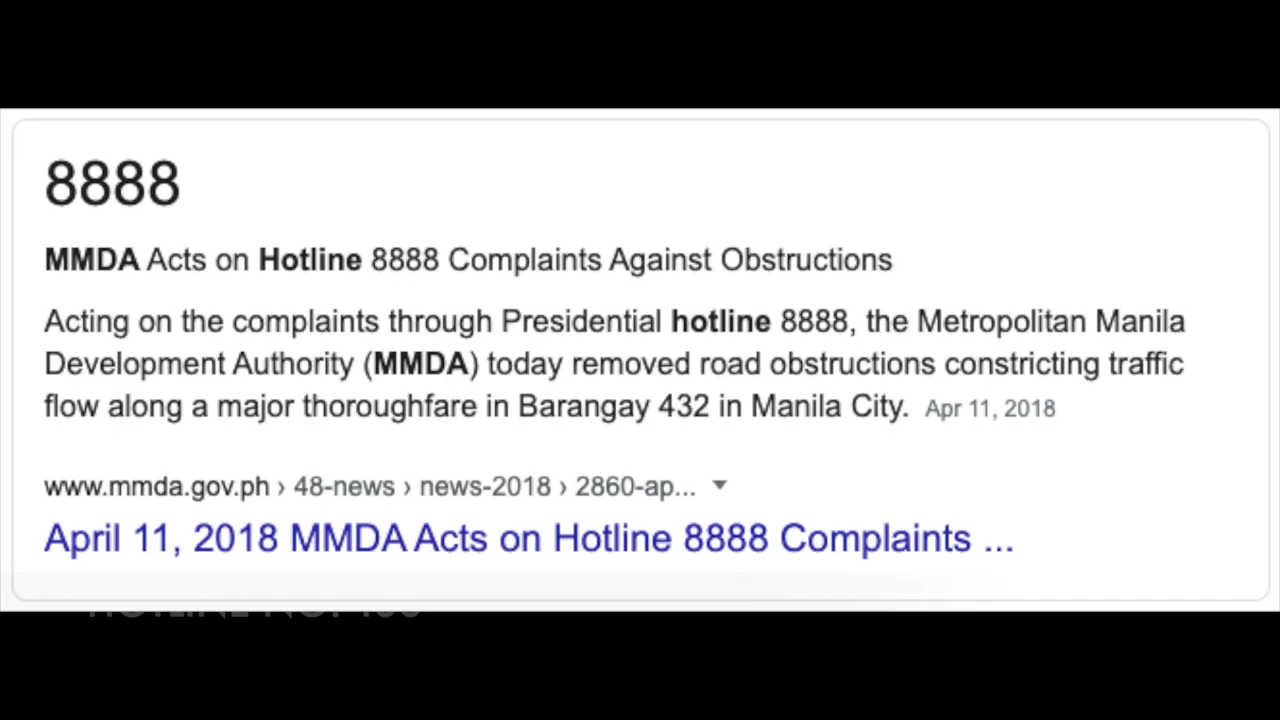 8888
MMDA Acts on Hotline 8888 Complaints Against Obstructions
Acting on the complaints through Presidential hotline 8888, the Metropolitan Manila
Development Authority (MMDA) today removed road obstructions constricting traffic
flow along a major thoroughfare in Barangay 432 in Manila City. Apr 11, 2018
www.mmda.gov.ph › 48-news › news-2018 › 2860-ap...
April 11, 2018 MMDA Acts on Hotline 8888 Complaints ...